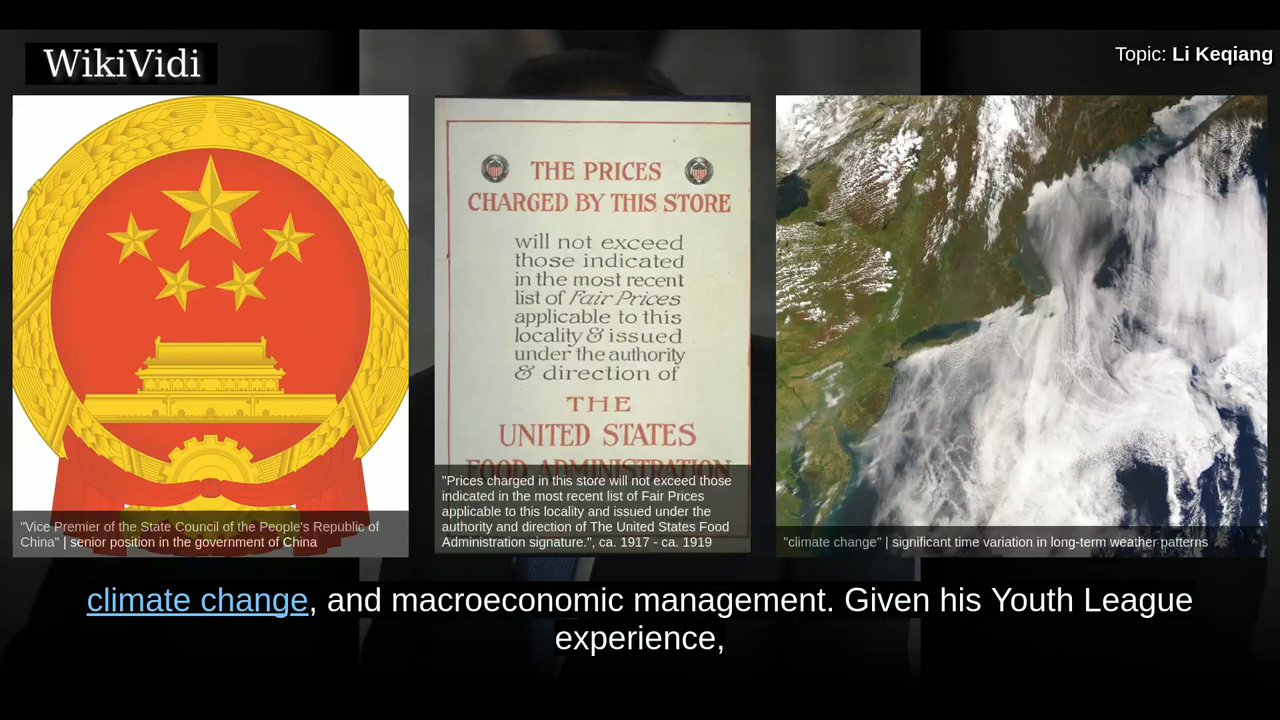 WikiVidi
Topic: Li Keqiang
THE PRICES
CHARGED BY THIS STORE
will not exceed
those indicated
in the most recent
list of Fair Prices
applicable to this
locality & issued
under the authority
& direction of
THE
UNITED STATES
FOOD ADMINISTRATION
"Vice Premier of the State Council of the People's Republic of
China" | senior position in the government of China
"Prices charged in this store will not exceed those
indicated in the most recent list of Fair Prices
applicable to this locality and issued under the
authority and direction of The United States Food
Administration signature.", ca. 1917 - ca. 1919
"climate change" | significant time variation in long-term weather patterns
climate change, and macroeconomic management. Given his Youth League
experience,